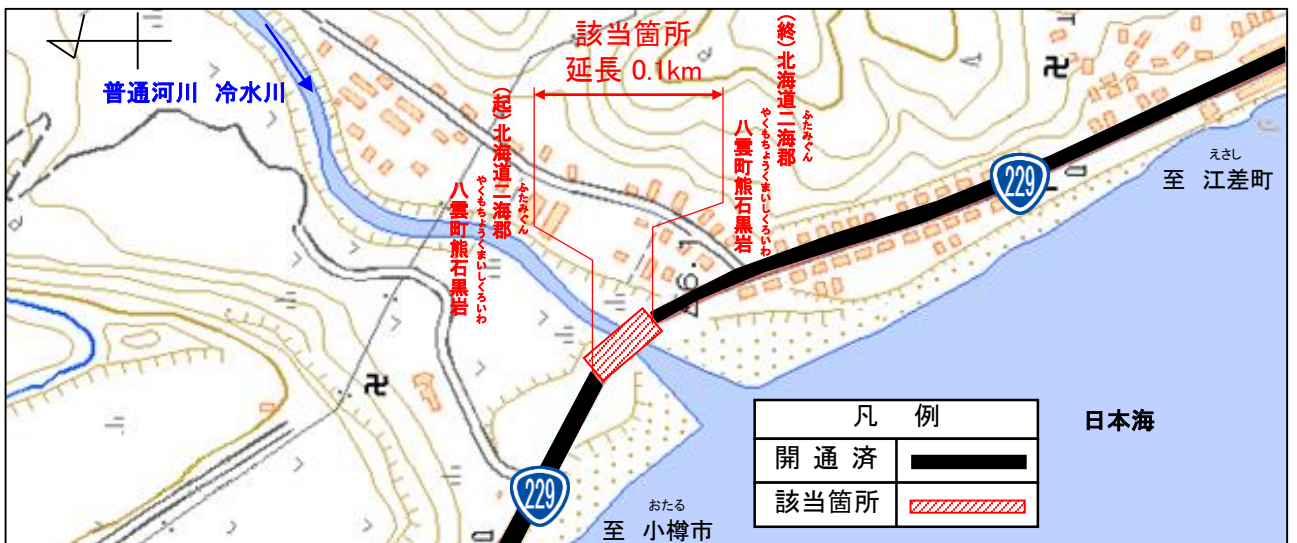 該当箇所
延長 0.1km
普通河川 冷水川
(起)北海道二海郡
ふたみぐん
八雲町熊石黒岩
やくもちょうくまいしくろいわ
(終)北海道二海郡
ふたみぐん
八雲町熊石黒岩
やくもちょうくまいしくろいわ
229
えさし
至 江差町
26.1
229
おたる
至 小樽市
日本海
凡 例
開 通 済
該当箇所